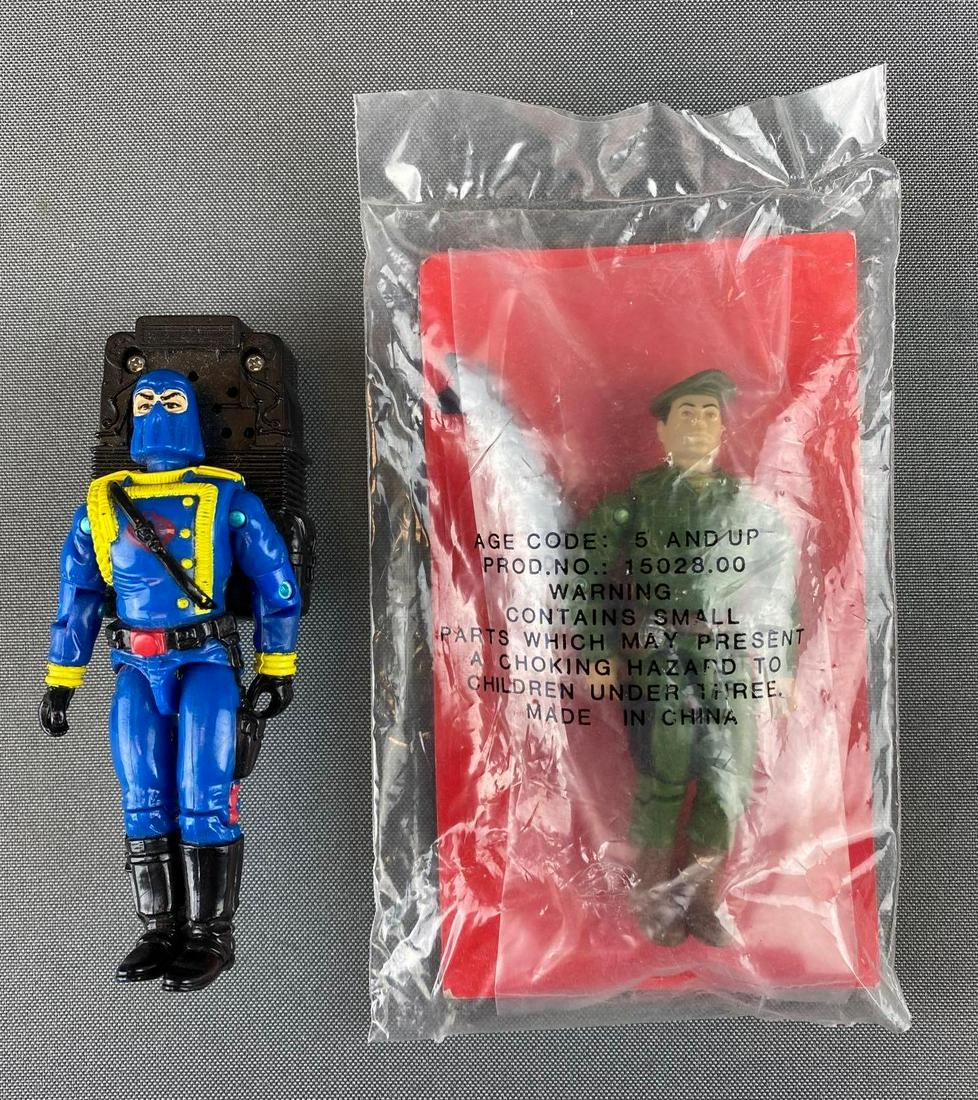 AGE CODE: 5 AND UP
PROD.NO.: 15028.00
WARNING
CONTAINS SMALL
PARTS WHICH MAY PRESENT
A CHOKING HAZARD TO
CHILDREN UNDER THREE.
MADE IN CHINA